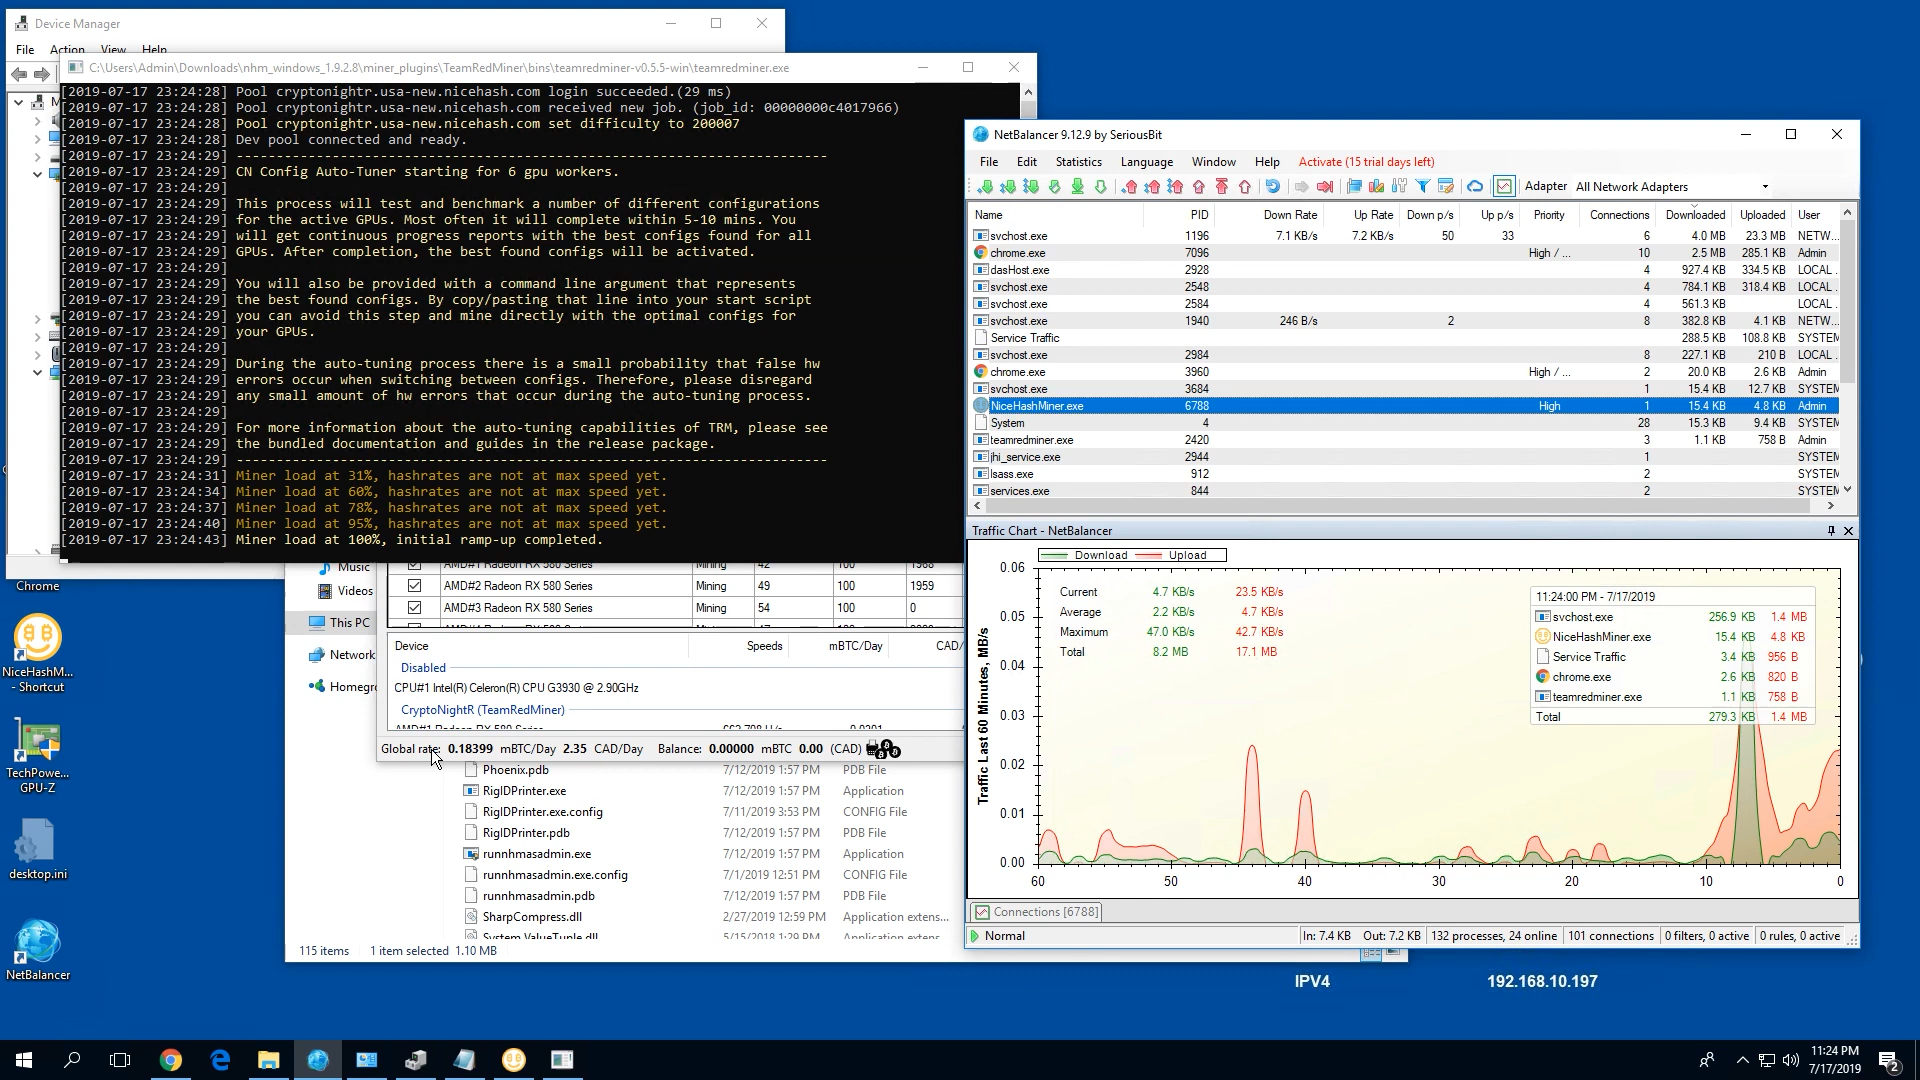 Device Manager
File Action View Help
C:\Users\Admin\Downloads\nhm_windows_1.9.2.8\miner_plugins\TeamRedMiner\bins\teamredminer-v0.5.5-win\teamredminer.exe
[2019-07-17 23:24:28] Pool cryptonightr.usa-new.nicehash.com login succeeded.(29 ms)
[2019-07-17 23:24:28] Pool cryptonightr.usa-new.nicehash.com received new job. (job_id: 00000000c4017966)
[2019-07-17 23:24:28] Pool cryptonightr.usa-new.nicehash.com set difficulty to 200007
[2019-07-17 23:24:28] Dev pool connected and ready.
[2019-07-17 23:24:29] --------------------------------------------------------------------------
[2019-07-17 23:24:29] CN Config Auto-Tuner starting for 6 gpu workers.
[2019-07-17 23:24:29]
[2019-07-17 23:24:29] This process will test and benchmark a number of different configurations
[2019-07-17 23:24:29] for the active GPUs. Most often it will complete within 5-10 mins. You
[2019-07-17 23:24:29] will get continuous progress reports with the best configs found for all
[2019-07-17 23:24:29] GPUs. After completion, the best found configs will be activated.
[2019-07-17 23:24:29]
[2019-07-17 23:24:29] You will also be provided with a command line argument that represents
[2019-07-17 23:24:29] the best found configs. By copy/pasting that line into your start script
[2019-07-17 23:24:29] you can avoid this step and mine directly with the optimal configs for
[2019-07-17 23:24:29] your GPUs.
[2019-07-17 23:24:29]
[2019-07-17 23:24:29] During the auto-tuning process there is a small probability that false hw
[2019-07-17 23:24:29] errors occur when switching between configs. Therefore, please disregard
[2019-07-17 23:24:29] any small amount of hw errors that occur during the auto-tuning process.
[2019-07-17 23:24:29]
[2019-07-17 23:24:29] For more information about the auto-tuning capabilities of TRM, please see
[2019-07-17 23:24:29] the bundled documentation and guides in the release package.
[2019-07-17 23:24:29] --------------------------------------------------------------------------
[2019-07-17 23:24:31] Miner load at 31%, hashrates are not at max speed yet.
[2019-07-17 23:24:34] Miner load at 60%, hashrates are not at max speed yet.
[2019-07-17 23:24:37] Miner load at 78%, hashrates are not at max speed yet.
[2019-07-17 23:24:40] Miner load at 95%, hashrates are not at max speed yet.
[2019-07-17 23:24:43] Miner load at 100%, initial ramp-up completed.
NetBalancer 9.12.9 by SeriousBit
File Edit Statistics Language Window Help Activate (15 trial days left)
Adapter All Network Adapters
Name PID Down Rate Up Rate Down p/s Up p/s Priority Connections Downloaded Uploaded User
svchost.exe 1196 7.1 KB/s 7.2 KB/s 50 33 6 4.0 MB 23.3 MB NETW...
chrome.exe 7096 High / ... 10 2.5 MB 285.1 KB Admin
dasHost.exe 2928 4 927.4 KB 334.5 KB LOCAL .
svchost.exe 2548 4 784.1 KB 318.4 KB LOCAL .
svchost.exe 2584 4 561.3 KB LOCAL .
svchost.exe 1940 246 B/s 2 8 382.8 KB 4.1 KB NETW...
Service Traffic 288.5 KB 108.8 KB SYSTEM
svchost.exe 2984 8 227.1 KB 210 B LOCAL .
chrome.exe 3960 High / ... 2 20.0 KB 2.6 KB Admin
svchost.exe 3684 1 15.4 KB 12.7 KB SYSTEM
NiceHashMiner.exe 6788 High 1 15.4 KB 4.8 KB Admin
System 4 28 15.3 KB 9.4 KB SYSTEM
teamredminer.exe 2420 3 1.1 KB 758 B Admin
jhi_service.exe 2944 1 SYSTEM
lsass.exe 912 2 SYSTEM
services.exe 844 2 SYSTEM
Traffic Chart - NetBalancer
Download Upload
Current 4.7 KB/s 23.5 KB/s
Average 2.2 KB/s 4.7 KB/s
Maximum 47.0 KB/s 42.7 KB/s
Total 8.2 MB 17.1 MB
11:24:00 PM - 7/17/2019
svchost.exe 256.9 KB 1.4 MB
NiceHashMiner.exe 15.4 KB 4.8 KB
Service Traffic 3.4 KB 956 B
chrome.exe 2.6 KB 820 B
teamredminer.exe 1.1 KB 758 B
Total 279.3 KB 1.4 MB
Traffic Last 60 Minutes, MB/s
0.06
0.05
0.04
0.03
0.02
0.01
0.00
60 50 40 30 20 10 0
Connections [6788]
Normal In: 7.4 KB Out: 7.2 KB 132 processes, 24 online 101 connections 0 filters, 0 active 0 rules, 0 active
Music
Videos
This PC
Network
Homegr
AMD#1 Radeon RX 580 Series Mining 42 100 1968
AMD#2 Radeon RX 580 Series Mining 49 100 1959
AMD#3 Radeon RX 580 Series Mining 54 100 0
Device Speeds mBTC/Day CAD/
Disabled
CPU#1 Intel(R) Celeron(R) CPU G3930 @ 2.90GHz
CryptoNightR (TeamRedMiner)
AMD#1 Radeon RX 580 Series
Global rate: 0.18399 mBTC/Day 2.35 CAD/Day Balance: 0.00000 mBTC 0.00 (CAD)
Phoenix.pdb 7/12/2019 1:57 PM PDB File
RigIDPrinter.exe 7/12/2019 1:57 PM Application
RigIDPrinter.exe.config 7/11/2019 3:53 PM CONFIG File
RigIDPrinter.pdb 7/12/2019 1:57 PM PDB File
runnhmasadmin.exe 7/12/2019 1:57 PM Application
runnhmasadmin.exe.config 7/1/2019 12:51 PM CONFIG File
runnhmasadmin.pdb 7/12/2019 1:57 PM PDB File
SharpCompress.dll 2/27/2019 12:59 PM Application extens...
System.ValueTuple.dll 5/15/2018 1:29 PM Application extens...
115 items 1 item selected 1.10 MB
Chrome
NiceHashM...
- Shortcut
TechPowe...
GPU-Z
desktop.ini
NetBalancer
IPV4 192.168.10.197
11:24 PM
7/17/2019
2